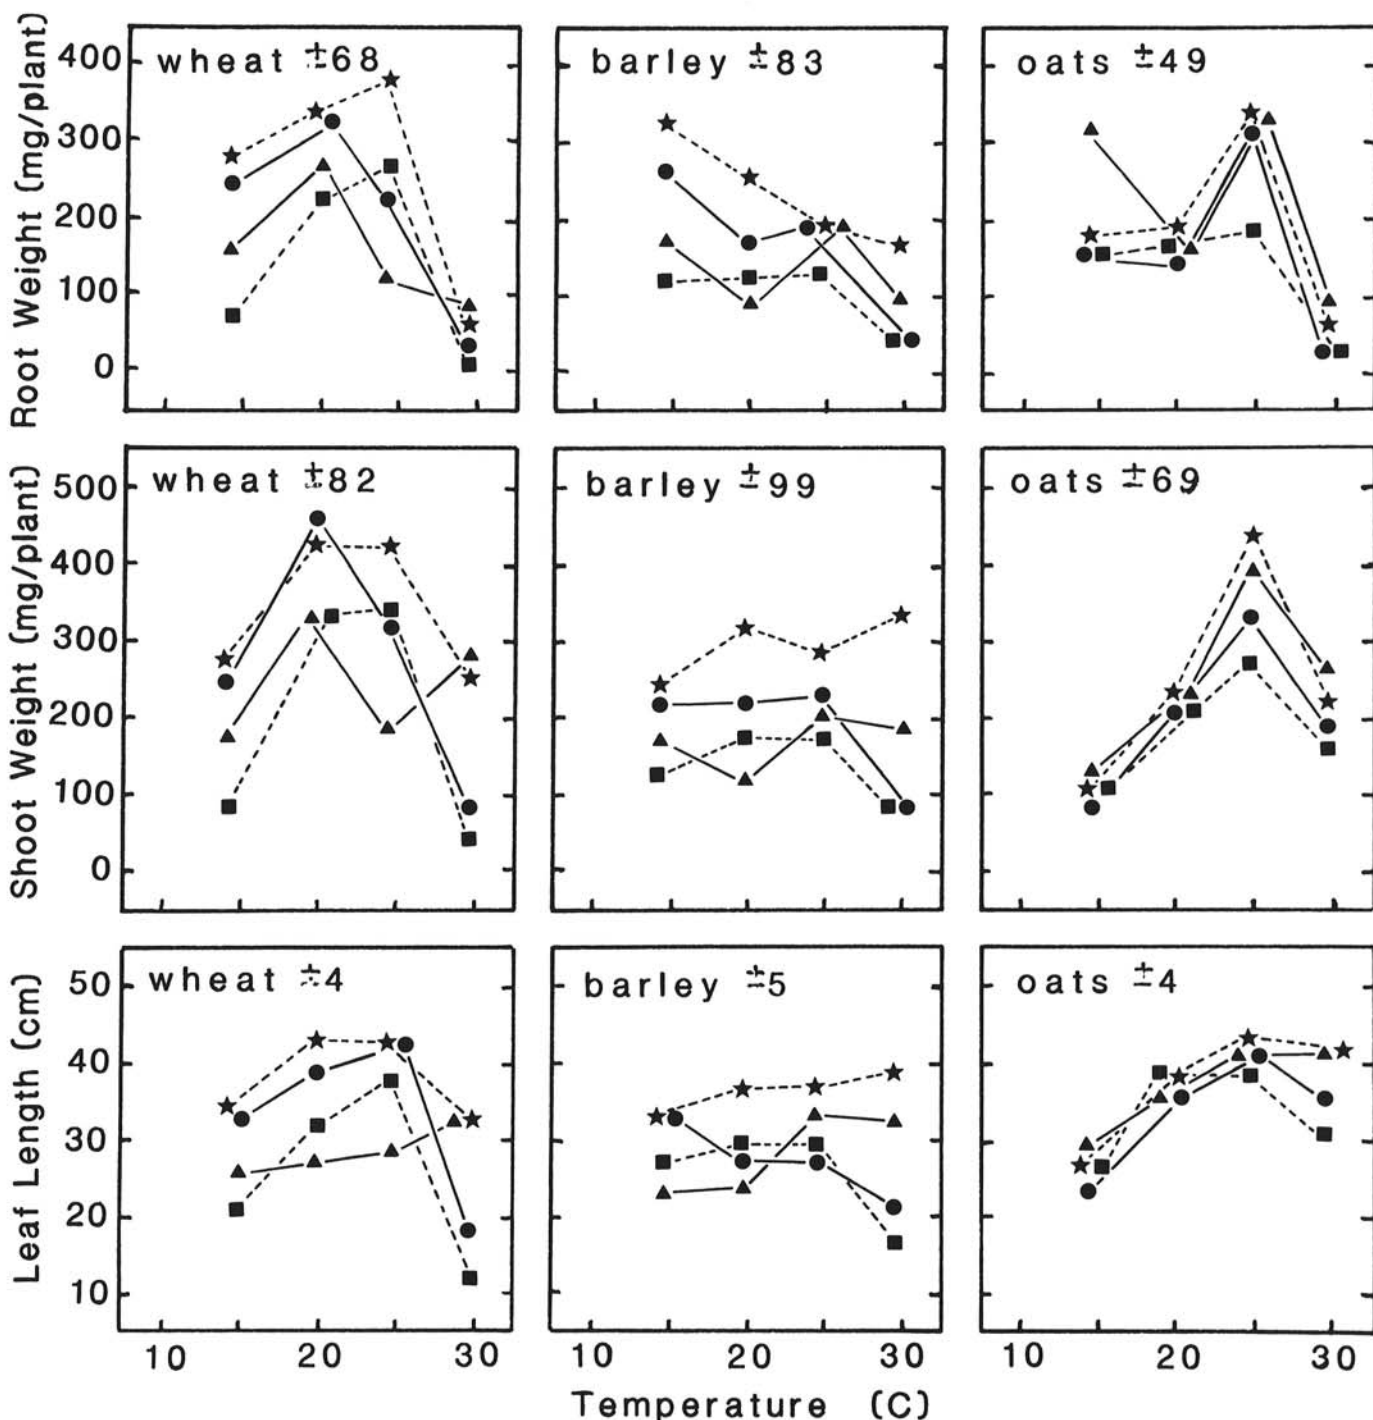 Root Weight (mg/plant)
400
300
200
100
0
wheat ±68
barley ±83
oats ±49
Shoot Weight (mg/plant)
500
400
300
200
100
0
wheat ±82
barley ±99
oats ±69
Leaf Length (cm)
50
40
30
20
10
wheat ±4
barley ±5
oats ±4
10 20 30 20 10 20 30
Temperature (C)